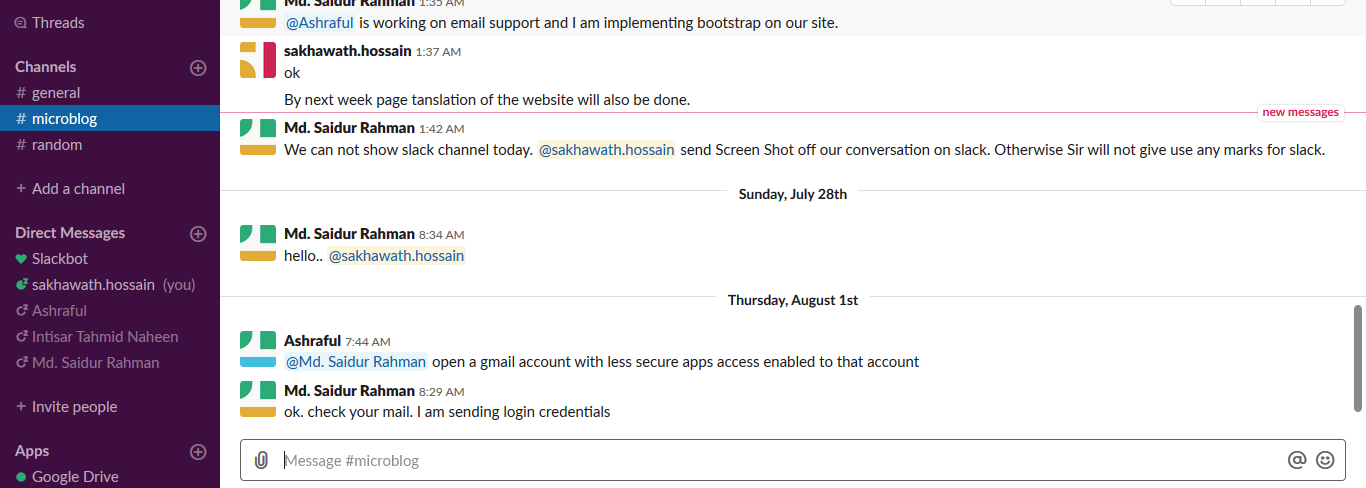 Threads
Channels
# general
# microblog
# random
+ Add a channel
Direct Messages
Slackbot
sakhawath.hossain (you)
Ashraful
Intisar Tahmid Naheen
Md. Saidur Rahman
+ Invite people
Apps
Google Drive
Md. Saidur Rahman 1:35 AM
@Ashraful is working on email support and I am implementing bootstrap on our site.
sakhawath.hossain 1:37 AM
ok
By next week page tanslation of the website will also be done.
new messages
Md. Saidur Rahman 1:42 AM
We can not show slack channel today. @sakhawath.hossain send Screen Shot off our conversation on slack. Otherwise Sir will not give use any marks for slack.
Sunday, July 28th
Md. Saidur Rahman 8:34 AM
hello.. @sakhawath.hossain
Thursday, August 1st
Ashraful 7:44 AM
@Md. Saidur Rahman open a gmail account with less secure apps access enabled to that account
Md. Saidur Rahman 8:29 AM
ok. check your mail. I am sending login credentials
Message #microblog